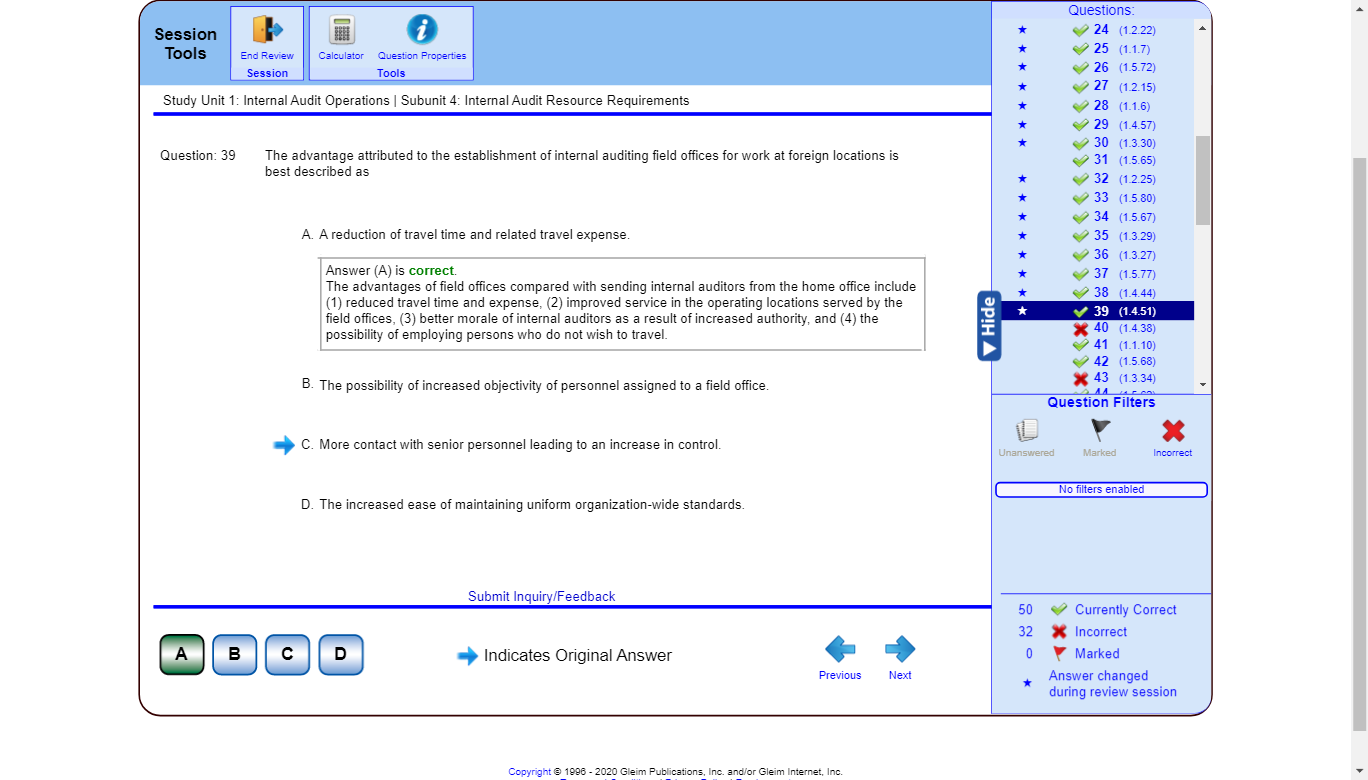 Session
Tools
End Review
Session
Calculator
Question Properties
Tools
Study Unit 1: Internal Audit Operations | Subunit 4: Internal Audit Resource Requirements
Question: 39
The advantage attributed to the establishment of internal auditing field offices for work at foreign locations is
best described as
A. A reduction of travel time and related travel expense.
Answer (A) is correct.
The advantages of field offices compared with sending internal auditors from the home office include
(1) reduced travel time and expense, (2) improved service in the operating locations served by the
field offices, (3) better morale of internal auditors as a result of increased authority, and (4) the
possibility of employing persons who do not wish to travel.
B. The possibility of increased objectivity of personnel assigned to a field office.
C. More contact with senior personnel leading to an increase in control.
D. The increased ease of maintaining uniform organization-wide standards.
Submit Inquiry/Feedback
A B C D
Indicates Original Answer
Previous
Next
Hide
Questions:
24 (1.2.22)
25 (1.1.7)
26 (1.5.72)
27 (1.2.15)
28 (1.1.6)
29 (1.4.57)
30 (1.3.30)
31 (1.5.65)
32 (1.2.25)
33 (1.5.80)
34 (1.5.67)
35 (1.3.29)
36 (1.3.27)
37 (1.5.77)
38 (1.4.44)
39 (1.4.51)
40 (1.4.38)
41 (1.1.10)
42 (1.5.68)
43 (1.3.34)
Question Filters
Unanswered
Marked
Incorrect
No filters enabled
50 Currently Correct
32 Incorrect
0 Marked
Answer changed
during review session
Copyright © 1996 - 2020 Gleim Publications, Inc. and/or Gleim Internet, Inc.